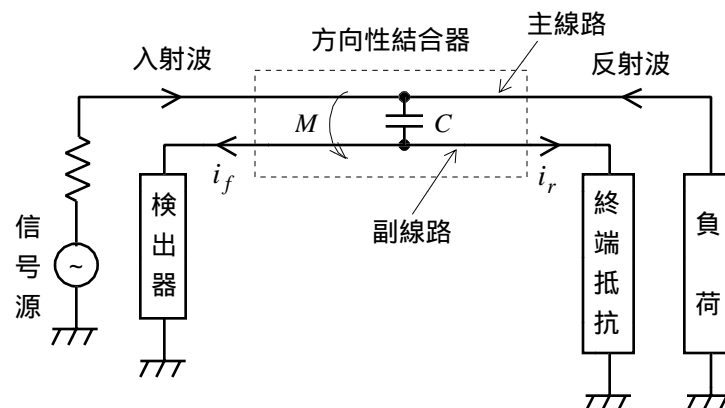 主線路
方向性結合器
入射波
反射波
M
C
i_f
i_r
副線路
検出器
終端抵抗
負荷
信号源
~